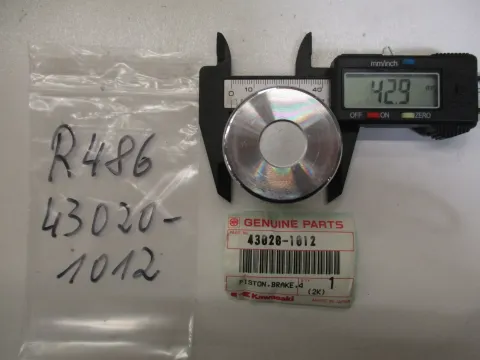 R486
43020-
1012
mm/inch
42.9
OFF
ON
ZERO
D 10 40
GENUINE PARTS
43020-1012
PISTON.BRAKE.4 1
(2K)
Kawasaki